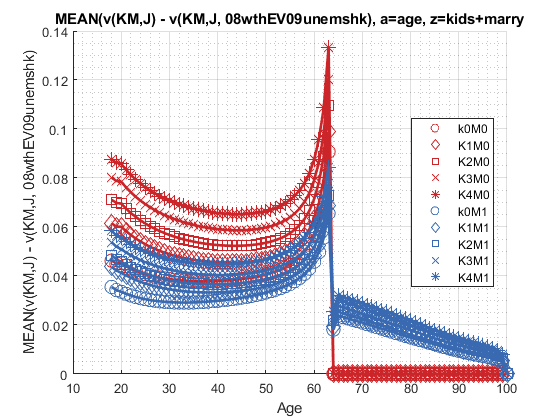 MEAN(v(KM,J) - v(KM,J, 08wthEV09unemshk), a=age, z=kids+marry
MEAN(v(KM,J) - v(KM,J, 08wthEV09unemshk)
0.14
0.12
0.1
0.08
0.06
0.04
0.02
0
10 20 30 40 50 60 70 80 90 100
Age
k0M0
K1M0
K2M0
K3M0
K4M0
k0M1
K1M1
K2M1
K3M1
K4M1